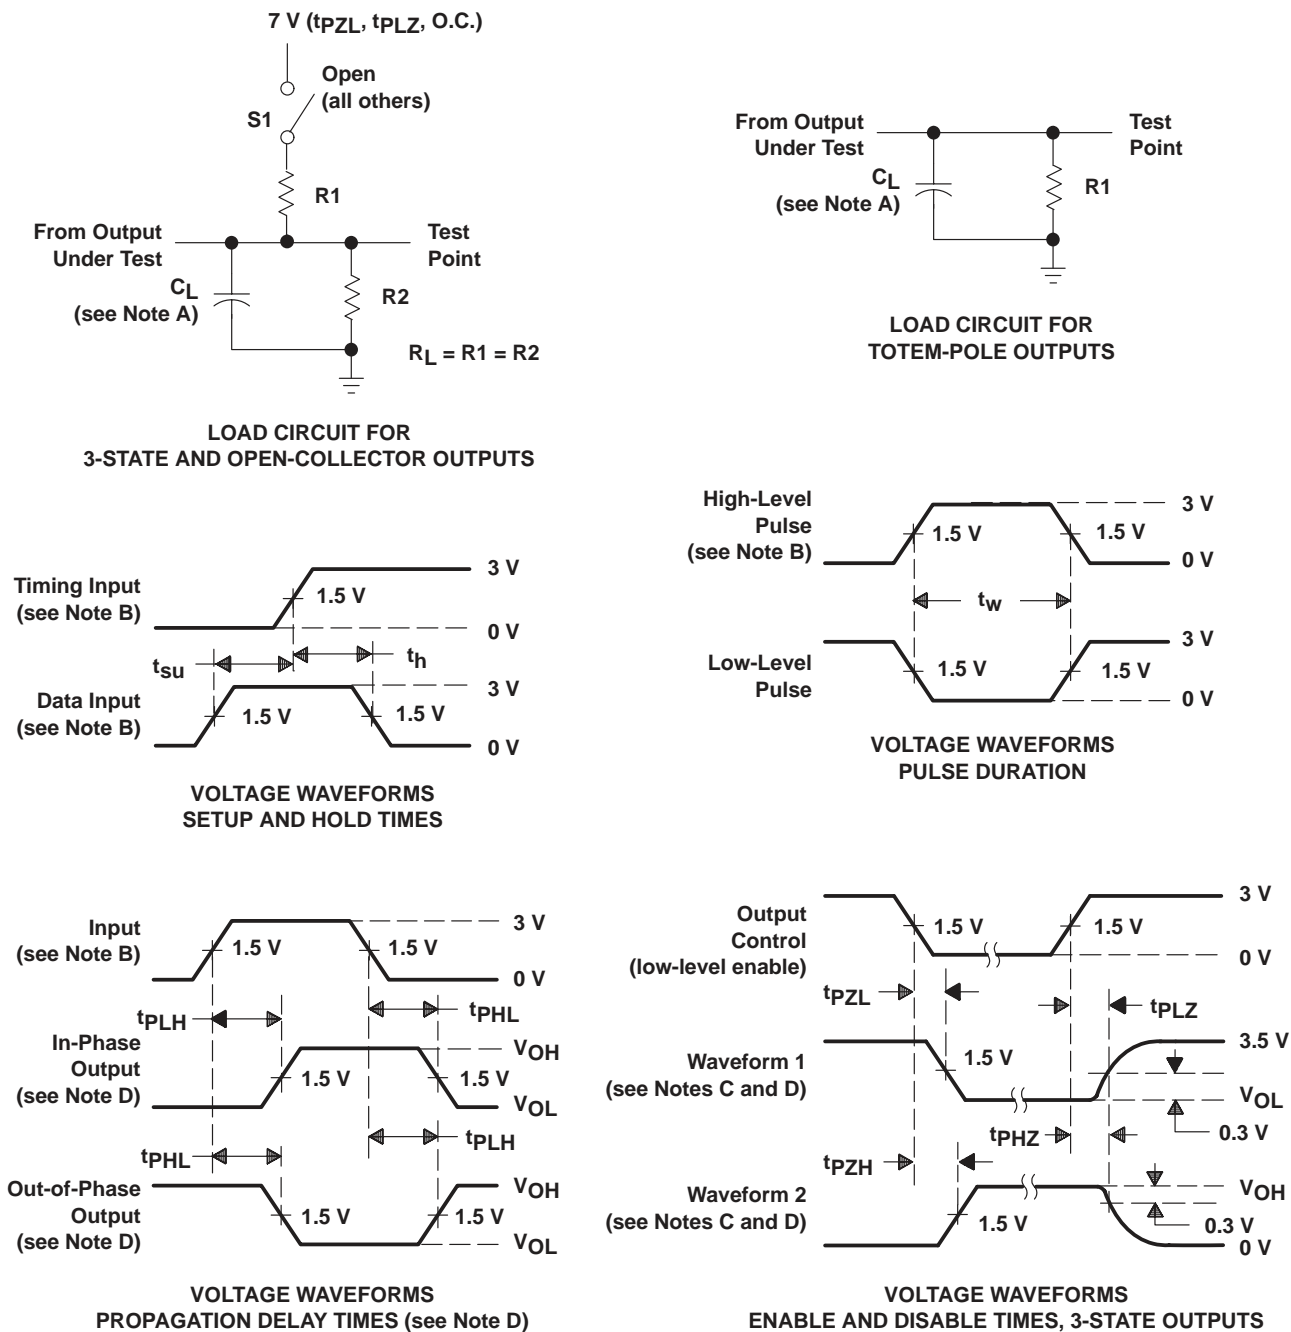 7 V (tPZL, tPLZ, O.C.)
Open
(all others)
S1
R1
From Output
Under Test
Test
Point
CL
(see Note A)
R2
RL = R1 = R2
LOAD CIRCUIT FOR
3-STATE AND OPEN-COLLECTOR OUTPUTS
From Output
Under Test
Test
Point
CL
(see Note A)
R1
LOAD CIRCUIT FOR
TOTEM-POLE OUTPUTS
Timing Input
(see Note B)
1.5 V
3 V
0 V
tsu
th
Data Input
(see Note B)
1.5 V
1.5 V
3 V
0 V
VOLTAGE WAVEFORMS
SETUP AND HOLD TIMES
High-Level
Pulse
(see Note B)
1.5 V
1.5 V
3 V
0 V
tw
Low-Level
Pulse
1.5 V
1.5 V
3 V
0 V
VOLTAGE WAVEFORMS
PULSE DURATION
Input
(see Note B)
1.5 V
1.5 V
3 V
0 V
tPLH
tPHL
In-Phase
Output
(see Note D)
1.5 V
1.5 V
VOH
VOL
tPHL
tPLH
Out-of-Phase
Output
(see Note D)
1.5 V
1.5 V
VOH
VOL
VOLTAGE WAVEFORMS
PROPAGATION DELAY TIMES (see Note D)
Output
Control
(low-level enable)
1.5 V
1.5 V
3 V
0 V
tPZL
tPLZ
Waveform 1
(see Notes C and D)
1.5 V
3.5 V
VOL
0.3 V
tPHZ
tPZH
Waveform 2
(see Notes C and D)
1.5 V
VOH
0.3 V
0 V
VOLTAGE WAVEFORMS
ENABLE AND DISABLE TIMES, 3-STATE OUTPUTS